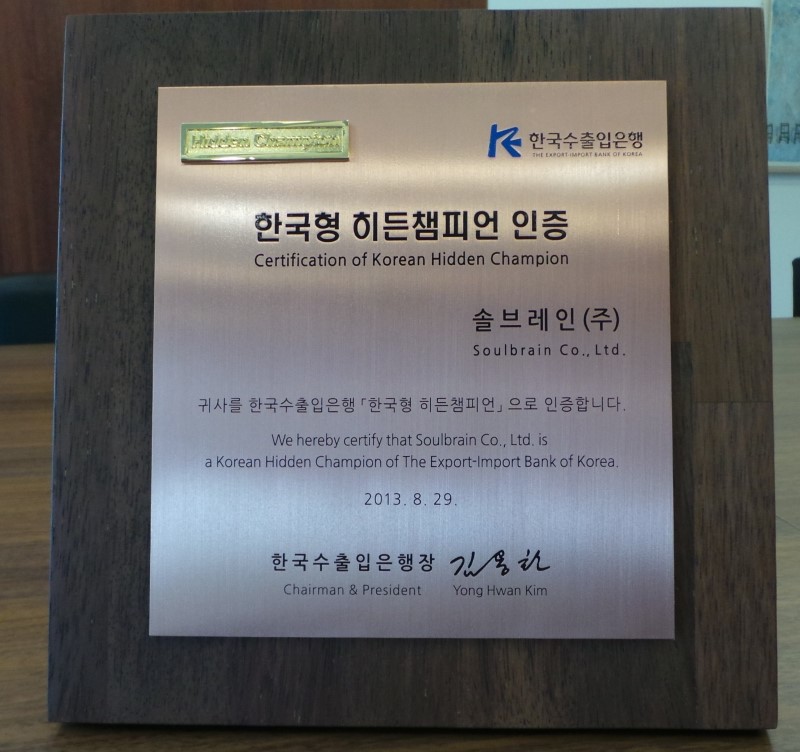 Hidden Champion
한국수출입은행
THE EXPORT-IMPORT BANK OF KOREA
한국형 히든챔피언 인증
Certification of Korean Hidden Champion
솔브레인(주)
Soulbrain Co., Ltd.
귀사를 한국수출입은행 「한국형 히든챔피언」 으로 인증합니다.
We hereby certify that Soulbrain Co., Ltd. is
a Korean Hidden Champion of The Export-Import Bank of Korea.
2013. 8. 29.
한국수출입은행장 김용환
Chairman & President Yong Hwan Kim